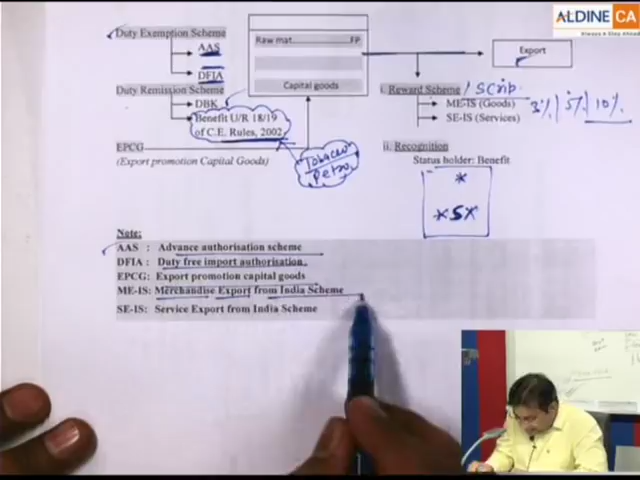 ALDINE CA
Always A Step Ahead
Duty Exemption Scheme
AAS
DFIA
Duty Remission Scheme
DBK
Benefit U/R 18/19
of C.E. Rules, 2002
EPCG
(Export promotion Capital Goods)
Raw mat. FP
Capital goods
Tobacco
Petro
Export
i. Reward Scheme / Scrip
ME-IS (Goods) 3% | 5% | 10%
SE-IS (Services)
ii. Recognition
Status holder: Benefit
*
*5*
Note:
AAS : Advance authorisation scheme
DFIA : Duty free import authorisation.
EPCG: Export promotion capital goods
ME-IS: Merchandise Export from India Scheme
SE-IS: Service Export from India Scheme